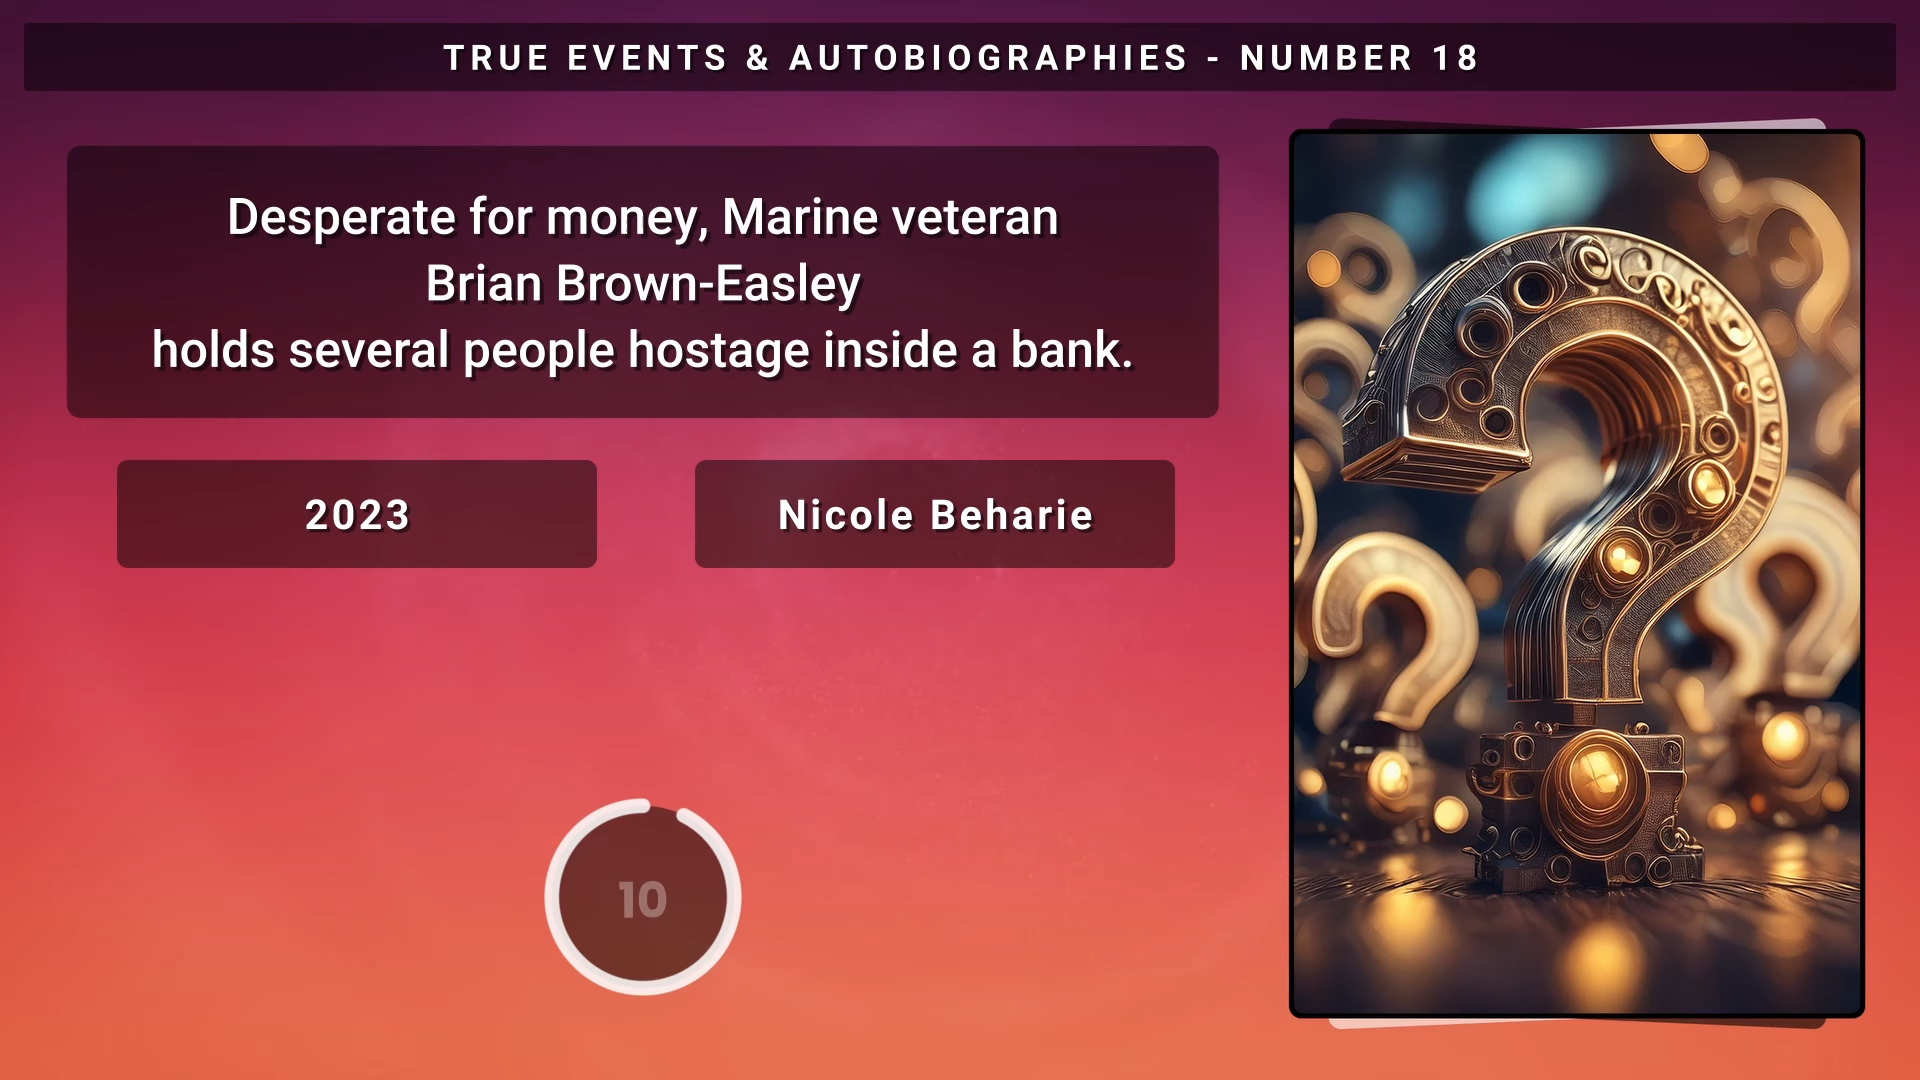 TRUE EVENTS & AUTOBIOGRAPHIES - NUMBER 18
Desperate for money, Marine veteran
Brian Brown-Easley
holds several people hostage inside a bank.
2023
Nicole Beharie
10